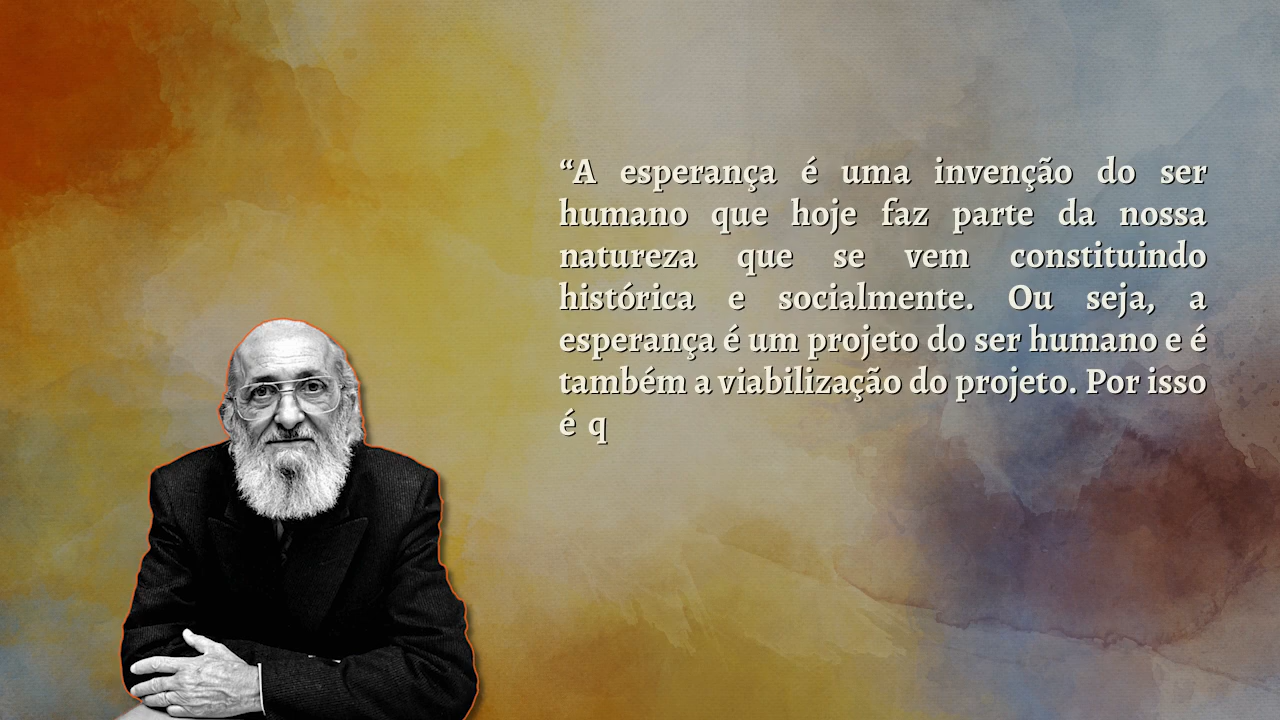 “A esperança é uma invenção do ser
humano que hoje faz parte da nossa
natureza que se vem constituindo
histórica e socialmente. Ou seja, a
esperança é um projeto do ser humano e é
também a viabilização do projeto. Por isso
é q